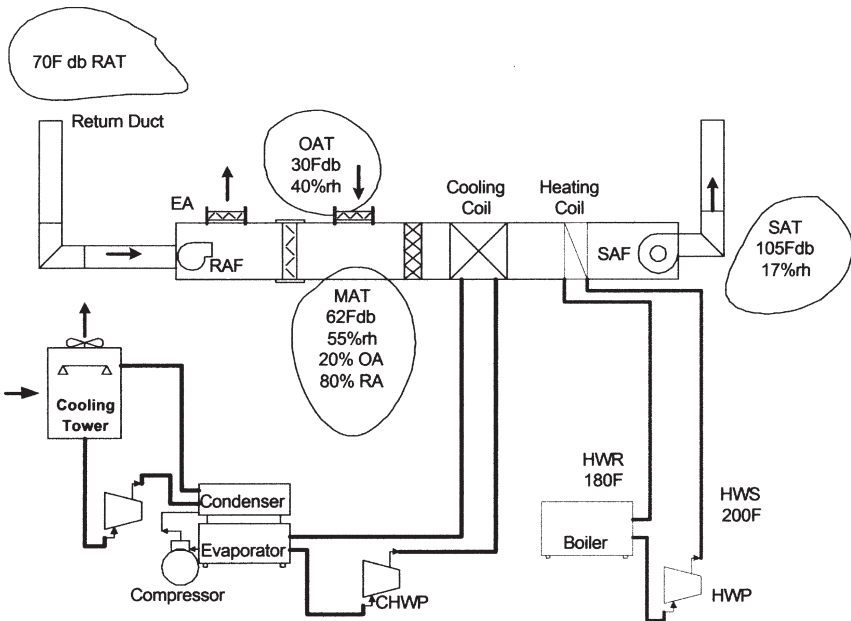 70F db RAT
Return Duct
OAT
30Fdb
40%rh
EA
Cooling
Coil
Heating
Coil
RAF
SAF
SAT
105Fdb
17%rh
MAT
62Fdb
55%rh
20% OA
80% RA
Cooling
Tower
Condenser
Evaporator
Compressor
CHWP
HWR
180F
HWS
200F
Boiler
HWP